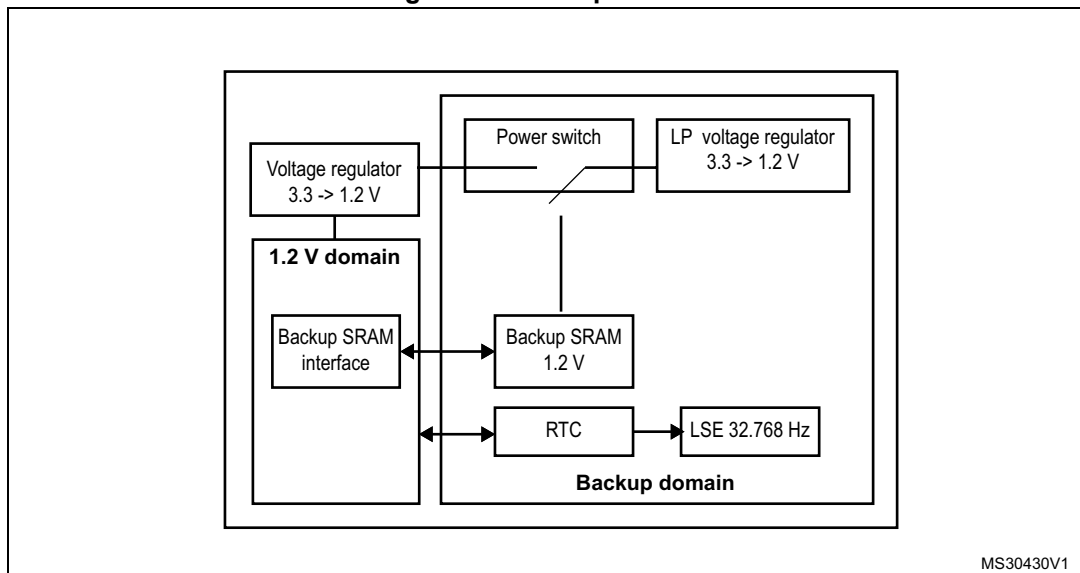 Power switch
LP voltage regulator
3.3 -> 1.2 V
Voltage regulator
3.3 -> 1.2 V
1.2 V domain
Backup SRAM
interface
Backup SRAM
1.2 V
RTC
LSE 32.768 Hz
Backup domain
MS30430V1